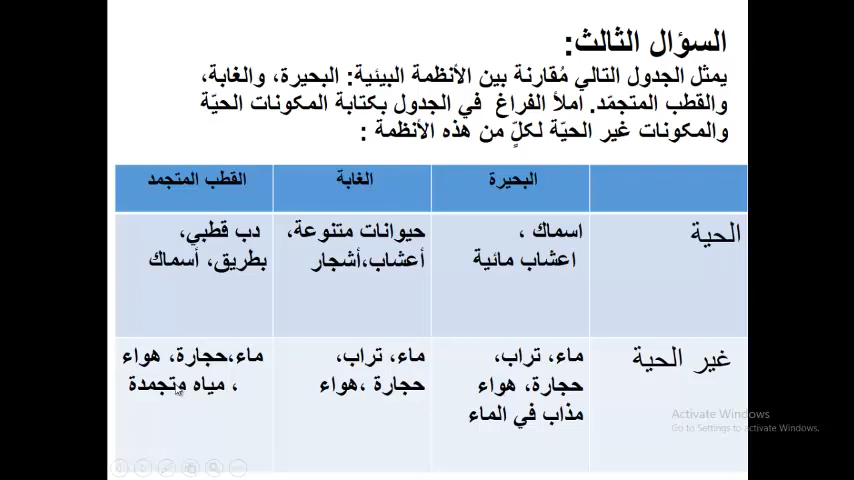 السؤال الثالث:
يمثل الجدول التالي مُقارنة بين الأنظمة البيئية: البحيرة، والغابة،
والقطب المتجمّد. املأ الفراغ في الجدول بكتابة المكونات الحيّة
والمكونات غير الحيّة لكلّ من هذه الأنظمة :
البحيرة
الغابة
القطب المتجمد
الحية
اسماك ،
اعشاب مائية
حيوانات متنوعة،
أعشاب،أشجار
دب قطبي،
بطريق، أسماك
غير الحية
ماء، تراب،
حجارة، هواء
مذاب في الماء
ماء، تراب،
حجارة ،هواء
ماء،حجارة، هواء
، مياه متجمدة
Activate Windows
Go to Settings to activate Windows.